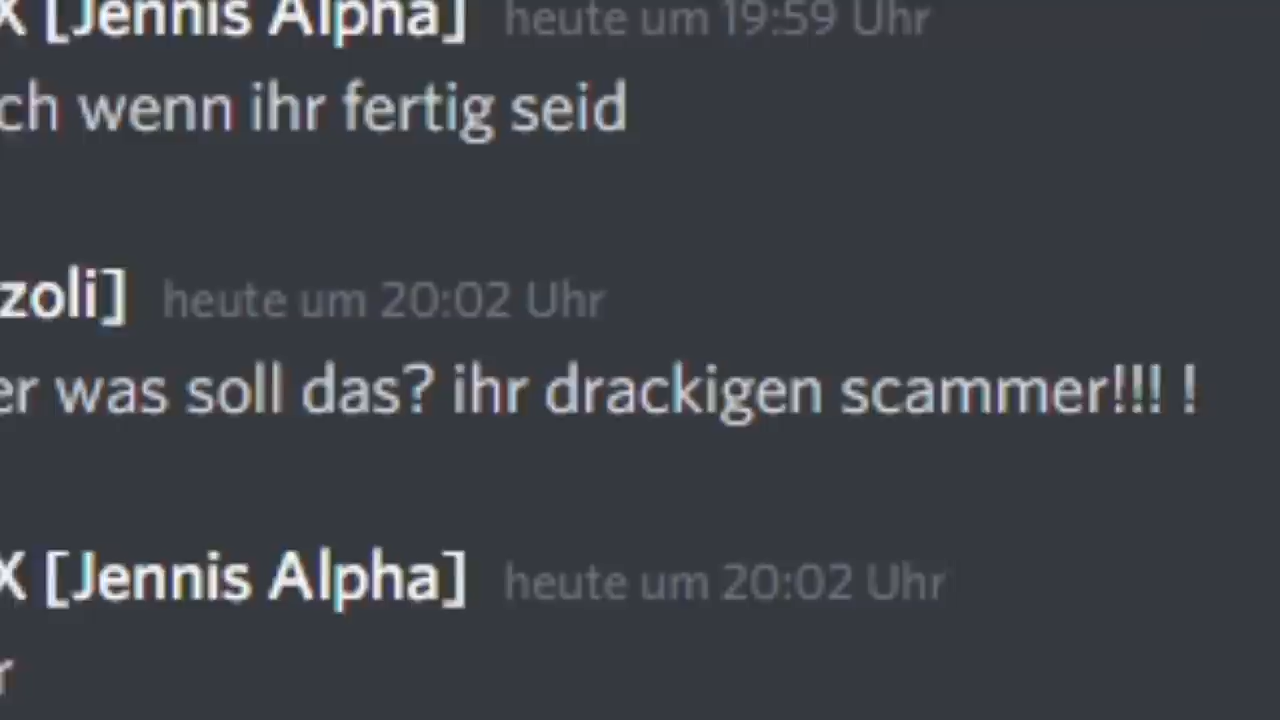 X [Jennis Alpha] heute um 19:59 Uhr
ch wenn ihr fertig seid
zoli] heute um 20:02 Uhr
er was soll das? ihr drackigen scammer!!! !
X [Jennis Alpha] heute um 20:02 Uhr
r